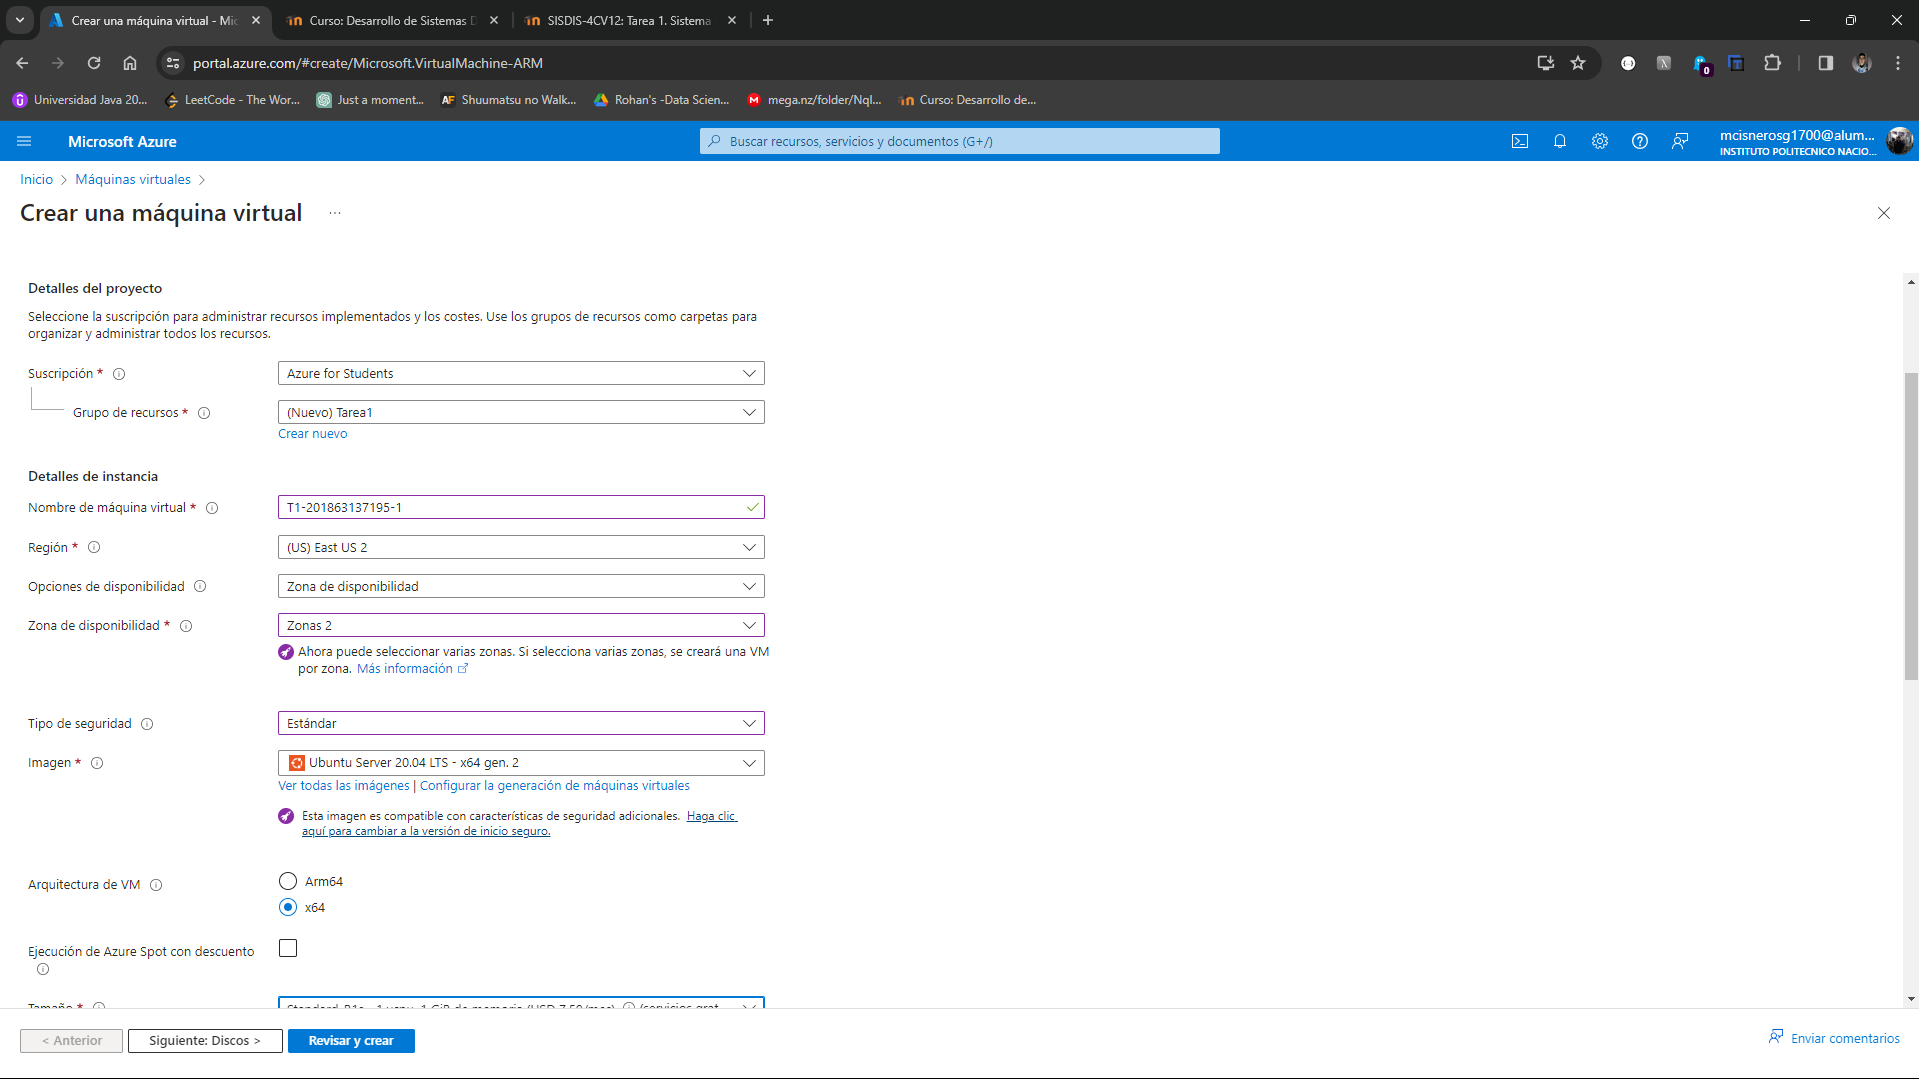 Crear una máquina virtual - Mic
Curso: Desarrollo de Sistemas D
SISDIS-4CV12: Tarea 1. Sistema
portal.azure.com/#create/Microsoft.VirtualMachine-ARM
0
Universidad Java 20...
LeetCode - The Wor...
Just a moment...
AF Shuumatsu no Walk...
Rohan's -Data Scien...
mega.nz/folder/Nql...
Curso: Desarrollo de...
Microsoft Azure
Buscar recursos, servicios y documentos (G+/)
mcisnerosg1700@alum...
INSTITUTO POLITECNICO NACIO...
Inicio > Máquinas virtuales >
Crear una máquina virtual ...
Detalles del proyecto
Seleccione la suscripción para administrar recursos implementados y los costes. Use los grupos de recursos como carpetas para
organizar y administrar todos los recursos.
Suscripción *
Azure for Students
Grupo de recursos *
(Nuevo) Tarea1
Crear nuevo
Detalles de instancia
Nombre de máquina virtual *
T1-201863137195-1
Región *
(US) East US 2
Opciones de disponibilidad
Zona de disponibilidad
Zona de disponibilidad *
Zonas 2
Ahora puede seleccionar varias zonas. Si selecciona varias zonas, se creará una VM
por zona. Más información
Tipo de seguridad
Estándar
Imagen *
Ubuntu Server 20.04 LTS - x64 gen. 2
Ver todas las imágenes | Configurar la generación de máquinas virtuales
Esta imagen es compatible con características de seguridad adicionales. Haga clic
aquí para cambiar a la versión de inicio seguro.
Arquitectura de VM
Arm64
x64
Ejecución de Azure Spot con descuento
Tamaño *
< Anterior
Siguiente: Discos >
Revisar y crear
Enviar comentarios